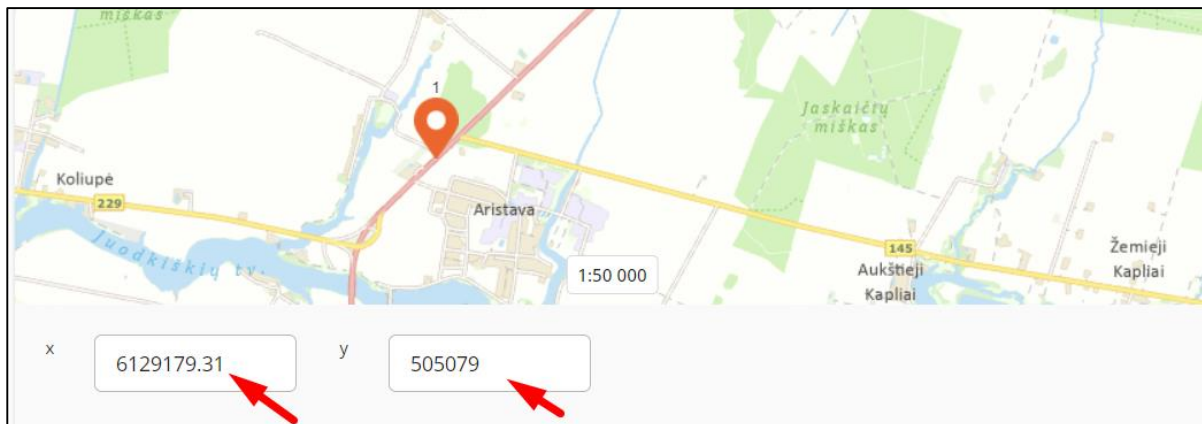 1
Jaskaičių
miškas
Koliupė
229
Aristava
Juodkiškių tv.
145
Žemieji
Kapliai
Aukštieji
Kapliai
1:50 000
x
6129179.31
y
505079